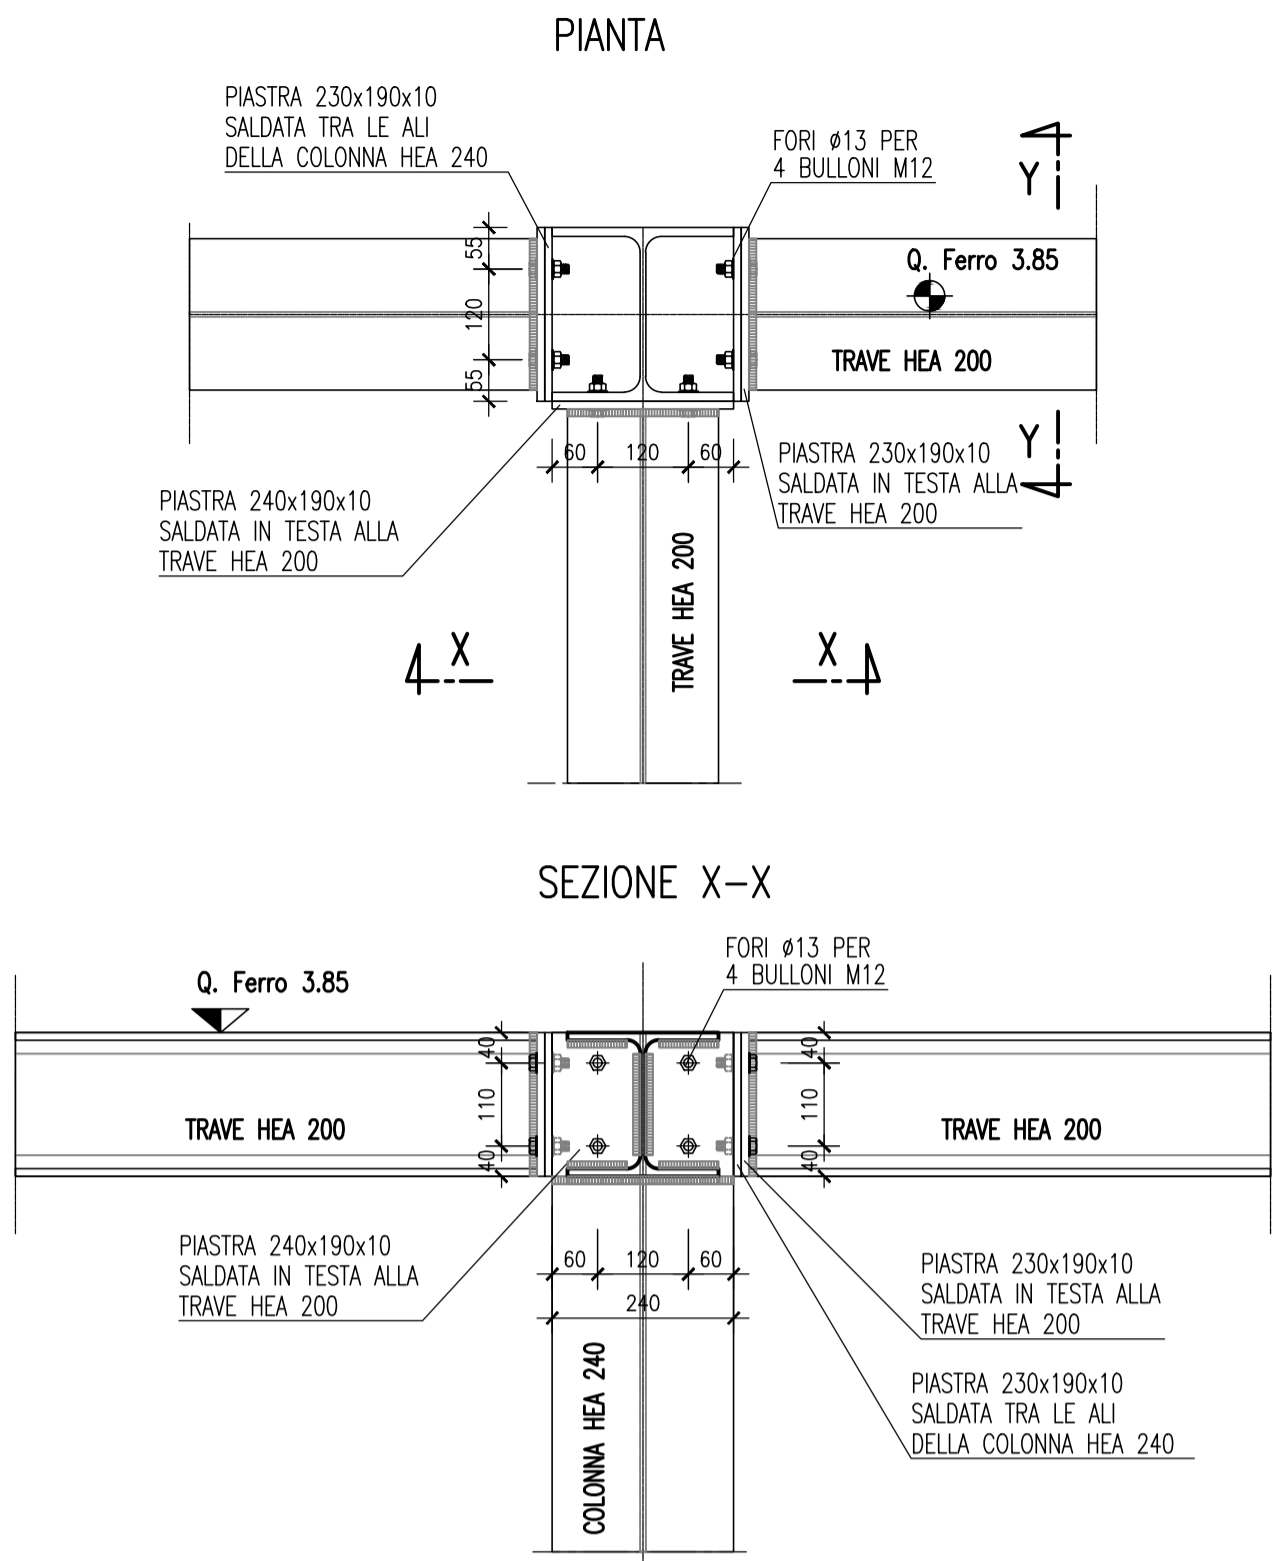 PIANTA
PIASTRA 230x190x10
SALDATA TRA LE ALI
DELLA COLONNA HEA 240
FORI ø13 PER
4 BULLONI M12
Y
Q. Ferro 3.85
55
120
55
TRAVE HEA 200
60 120 60
Y
PIASTRA 230x190x10
SALDATA IN TESTA ALLA
TRAVE HEA 200
PIASTRA 240x190x10
SALDATA IN TESTA ALLA
TRAVE HEA 200
TRAVE HEA 200
X X
SEZIONE X-X
FORI ø13 PER
4 BULLONI M12
Q. Ferro 3.85
40
110
40
40
110
40
TRAVE HEA 200
TRAVE HEA 200
PIASTRA 240x190x10
SALDATA IN TESTA ALLA
TRAVE HEA 200
60 120 60
240
PIASTRA 230x190x10
SALDATA IN TESTA ALLA
TRAVE HEA 200
COLONNA HEA 240
PIASTRA 230x190x10
SALDATA TRA LE ALI
DELLA COLONNA HEA 240